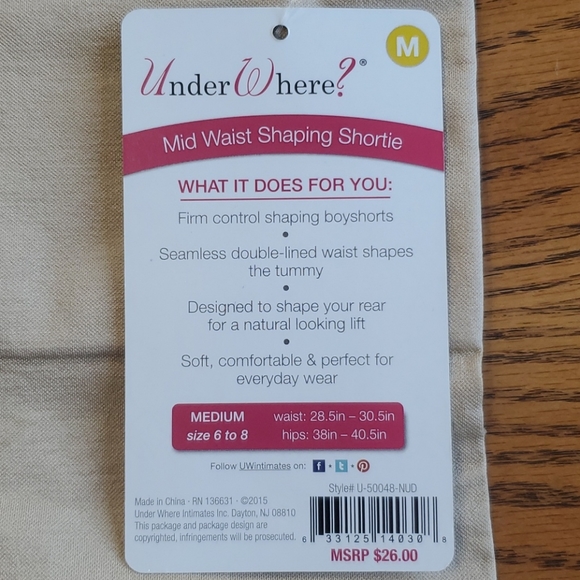 M
UnderWhere?®
Mid Waist Shaping Shortie
WHAT IT DOES FOR YOU:
Firm control shaping boyshorts
•
Seamless double-lined waist shapes
the tummy
•
Designed to shape your rear
for a natural looking lift
•
Soft, comfortable & perfect for
everyday wear
MEDIUM waist: 28.5in – 30.5in
size 6 to 8 hips: 38in – 40.5in
Follow UWintimates on: f • t • p
Style# U-50048-NUD
Made in China · RN 136631 · ©2015
Under Where Intimates Inc. Dayton, NJ 08810
This package and package design are
copyrighted, infringements will be prosecuted.
6 33125 14030 8
MSRP $26.00